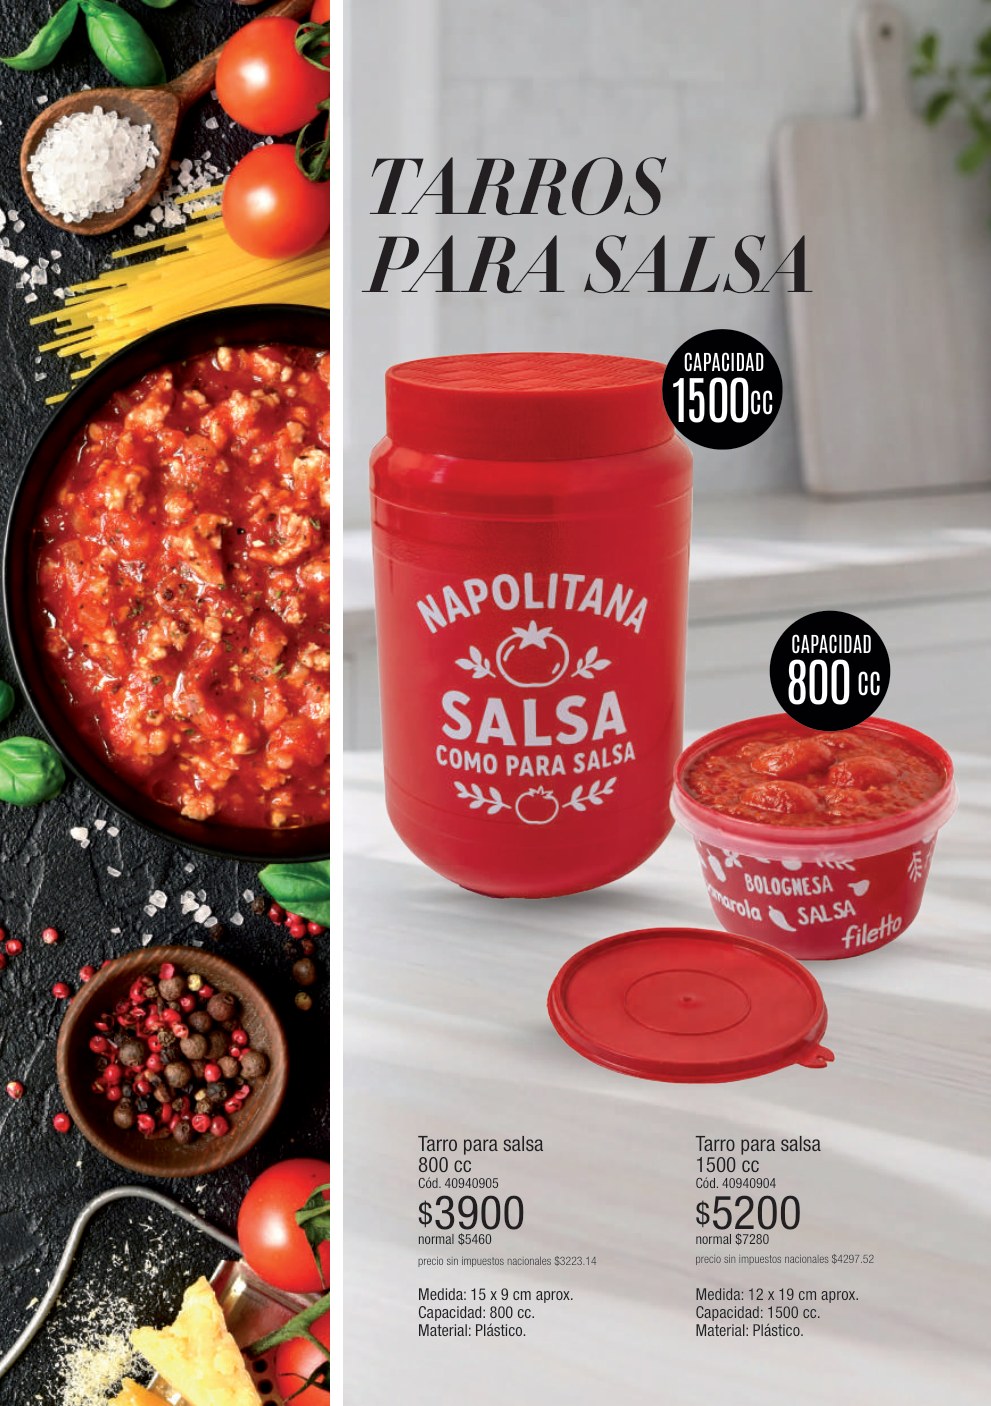 TARROS
PARA SALSA
CAPACIDAD
1500cc
NAPOLITANA
SALSA
COMO PARA SALSA
CAPACIDAD
800 cc
BOLOGNESA
SALSA
filetto
Tarro para salsa
800 cc
Cód. 40940905
$3900
normal $5460
precio sin impuestos nacionales $3223.14
Medida: 15 x 9 cm aprox.
Capacidad: 800 cc.
Material: Plástico.
Tarro para salsa
1500 cc
Cód. 40940904
$5200
normal $7280
precio sin impuestos nacionales $4297.52
Medida: 12 x 19 cm aprox.
Capacidad: 1500 cc.
Material: Plástico.